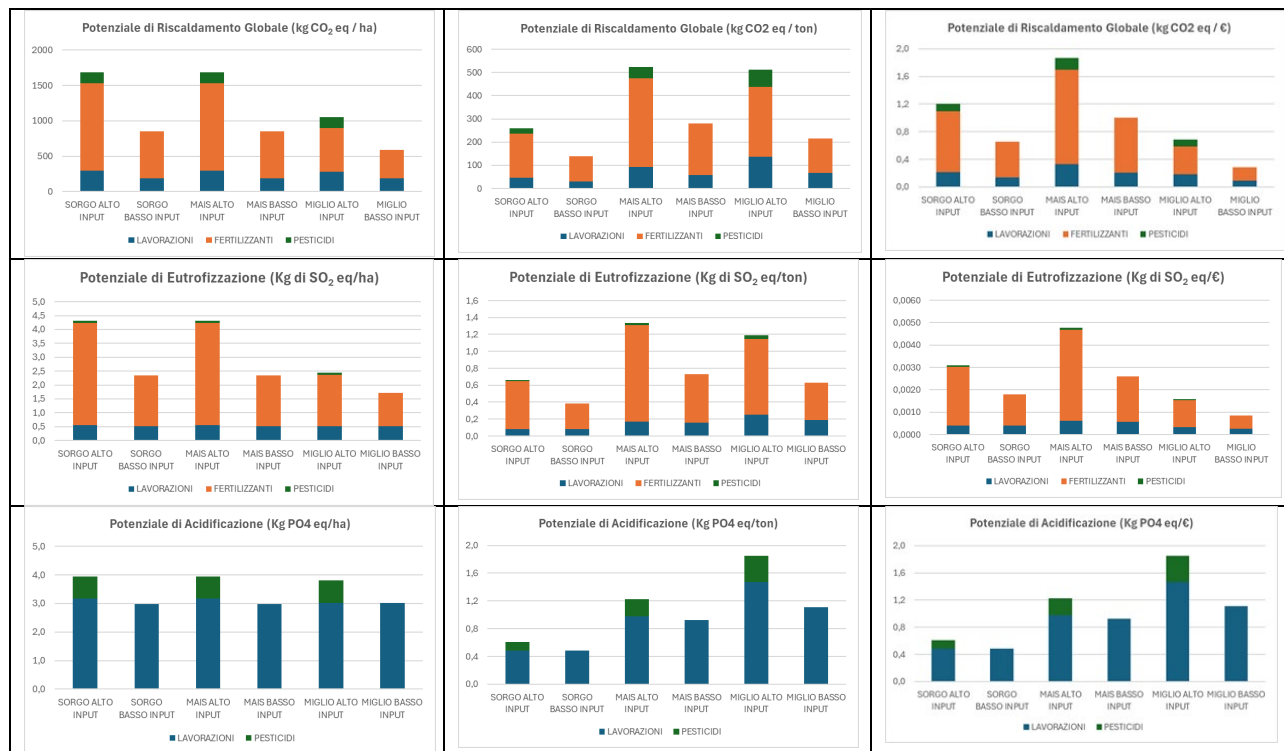 Potenziale di Riscaldamento Globale (kg CO₂ eq / ha)
2000
1500
1000
500
0
SORGO ALTO INPUT
SORGO BASSO INPUT
MAIS ALTO INPUT
MAIS BASSO INPUT
MIGLIO ALTO INPUT
MIGLIO BASSO INPUT
LAVORAZIONI FERTILIZZANTI PESTICIDI
Potenziale di Riscaldamento Globale (kg CO2 eq / ton)
600
500
400
300
200
100
0
SORGO ALTO INPUT
SORGO BASSO INPUT
MAIS ALTO INPUT
MAIS BASSO INPUT
MIGLIO ALTO INPUT
MIGLIO BASSO INPUT
LAVORAZIONI FERTILIZZANTI PESTICIDI
Potenziale di Riscaldamento Globale (kg CO2 eq / €)
2,0
1,6
1,2
0,8
0,4
0,0
SORGO ALTO INPUT
SORGO BASSO INPUT
MAIS ALTO INPUT
MAIS BASSO INPUT
MIGLIO ALTO INPUT
MIGLIO BASSO INPUT
LAVORAZIONI FERTILIZZANTI PESTICIDI
Potenziale di Eutrofizzazione (Kg di SO₂ eq/ha)
5,0
4,5
4,0
3,5
3,0
2,5
2,0
1,5
1,0
0,5
0,0
SORGO ALTO INPUT
SORGO BASSO INPUT
MAIS ALTO INPUT
MAIS BASSO INPUT
MIGLIO ALTO INPUT
MIGLIO BASSO INPUT
LAVORAZIONI FERTILIZZANTI PESTICIDI
Potenziale di Eutrofizzazione (Kg di SO₂ eq/ton)
1,6
1,4
1,2
1,0
0,8
0,6
0,4
0,2
0,0
SORGO ALTO INPUT
SORGO BASSO INPUT
MAIS ALTO INPUT
MAIS BASSO INPUT
MIGLIO ALTO INPUT
MIGLIO BASSO INPUT
LAVORAZIONI FERTILIZZANTI PESTICIDI
Potenziale di Eutrofizzazione (Kg di SO₂ eq/€)
0,0060
0,0050
0,0040
0,0030
0,0020
0,0010
0,0000
SORGO ALTO INPUT
SORGO BASSO INPUT
MAIS ALTO INPUT
MAIS BASSO INPUT
MIGLIO ALTO INPUT
MIGLIO BASSO INPUT
LAVORAZIONI FERTILIZZANTI PESTICIDI
Potenziale di Acidificazione (Kg PO4 eq/ha)
5,0
4,0
3,0
2,0
1,0
0,0
SORGO ALTO INPUT
SORGO BASSO INPUT
MAIS ALTO INPUT
MAIS BASSO INPUT
MIGLIO ALTO INPUT
MIGLIO BASSO INPUT
LAVORAZIONI PESTICIDI
Potenziale di Acidificazione (Kg PO4 eq/ton)
2,0
1,6
1,2
0,8
0,4
0,0
SORGO ALTO INPUT
SORGO BASSO INPUT
MAIS ALTO INPUT
MAIS BASSO INPUT
MIGLIO ALTO INPUT
MIGLIO BASSO INPUT
LAVORAZIONI PESTICIDI
Potenziale di Acidificazione (Kg PO4 eq/€)
2,0
1,6
1,2
0,8
0,4
0,0
SORGO ALTO INPUT
SORGO BASSO INPUT
MAIS ALTO INPUT
MAIS BASSO INPUT
MIGLIO ALTO INPUT
MIGLIO BASSO INPUT
LAVORAZIONI PESTICIDI